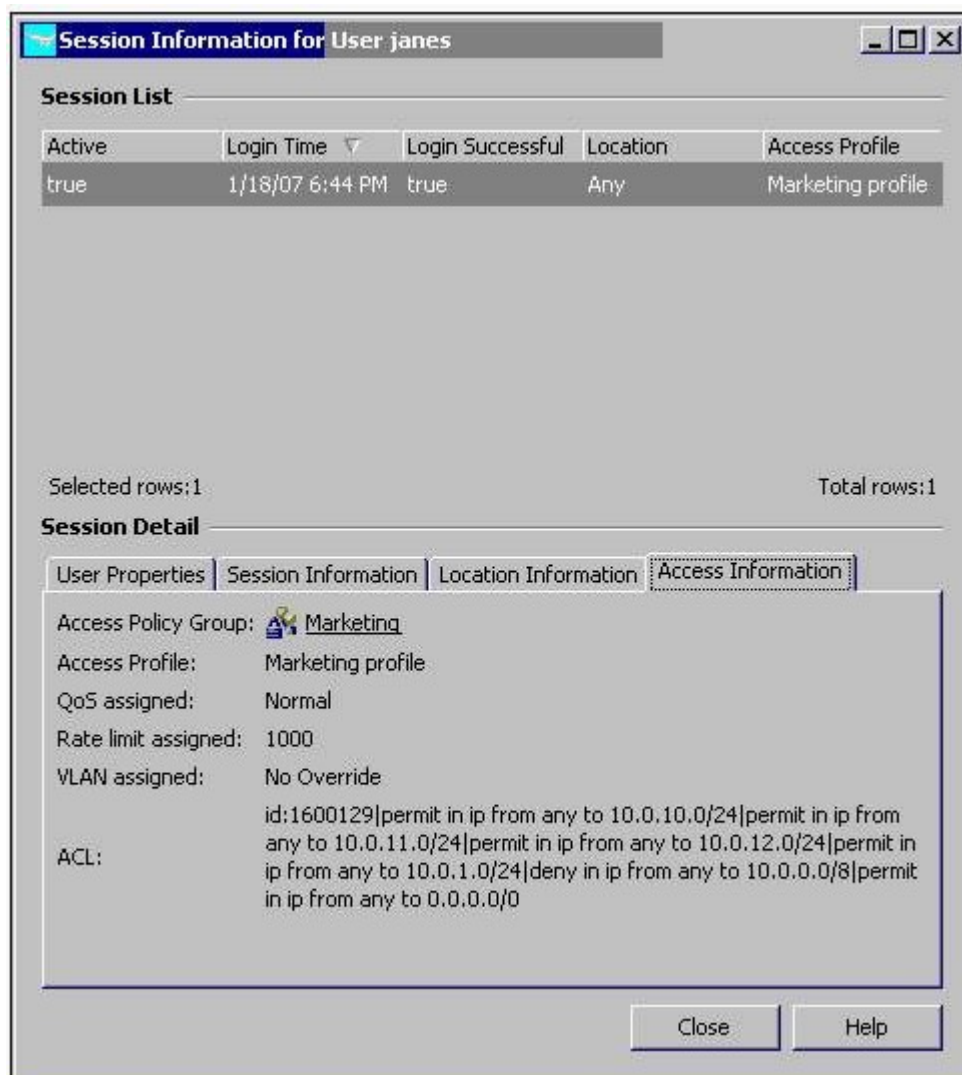 Session Information for User janes
Session List
Active Login Time Login Successful Location Access Profile
true 1/18/07 6:44 PM true Any Marketing profile
Selected rows:1 Total rows:1
Session Detail
User Properties Session Information Location Information Access Information
Access Policy Group: Marketing
Access Profile: Marketing profile
QoS assigned: Normal
Rate limit assigned: 1000
VLAN assigned: No Override
ACL: id:1600129|permit in ip from any to 10.0.10.0/24|permit in ip from
any to 10.0.11.0/24|permit in ip from any to 10.0.12.0/24|permit in
ip from any to 10.0.1.0/24|deny in ip from any to 10.0.0.0/8|permit
in ip from any to 0.0.0.0/0
Close Help